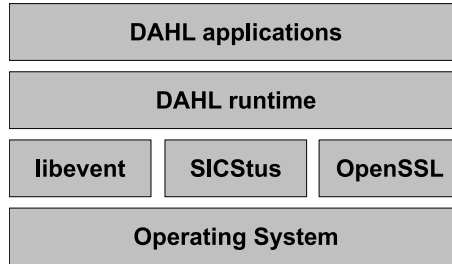 DAHL applications
DAHL runtime
libevent SICStus OpenSSL
Operating System